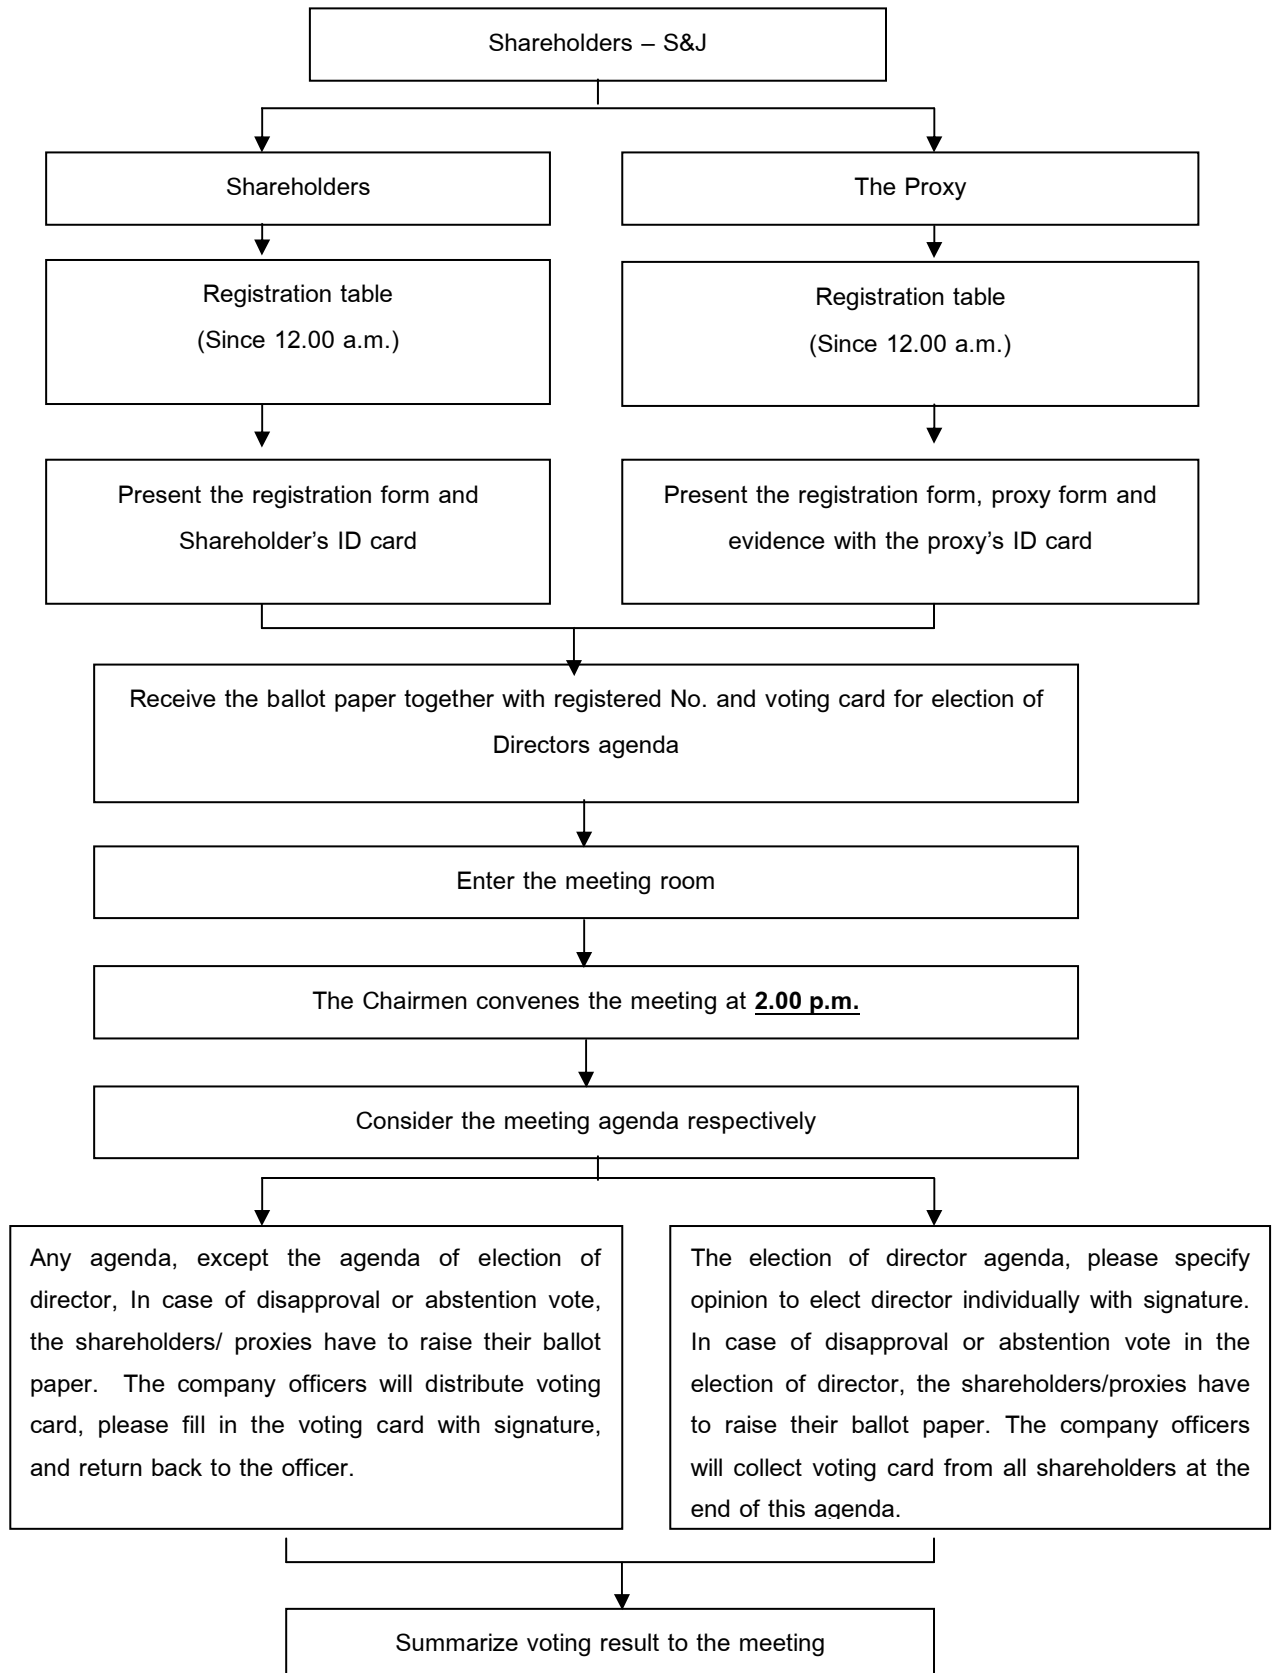 Shareholders – S&J
Shareholders
The Proxy
Registration table
(Since 12.00 a.m.)
Registration table
(Since 12.00 a.m.)
Present the registration form and
Shareholder’s ID card
Present the registration form, proxy form and
evidence with the proxy’s ID card
Receive the ballot paper together with registered No. and voting card for election of
Directors agenda
Enter the meeting room
The Chairmen convenes the meeting at 2.00 p.m.
Consider the meeting agenda respectively
Any agenda, except the agenda of election of
director, In case of disapproval or abstention vote,
the shareholders/ proxies have to raise their ballot
paper. The company officers will distribute voting
card, please fill in the voting card with signature,
and return back to the officer.
The election of director agenda, please specify
opinion to elect director individually with signature.
In case of disapproval or abstention vote in the
election of director, the shareholders/proxies have
to raise their ballot paper. The company officers
will collect voting card from all shareholders at the
end of this agenda.
Summarize voting result to the meeting